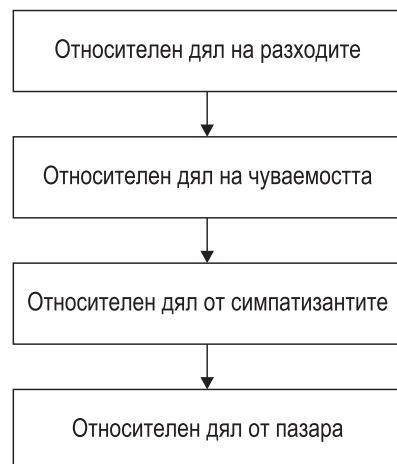 Относителен дял на разходите
Относителен дял на чуваемостта
Относителен дял от симпатизантите
Относителен дял от пазара